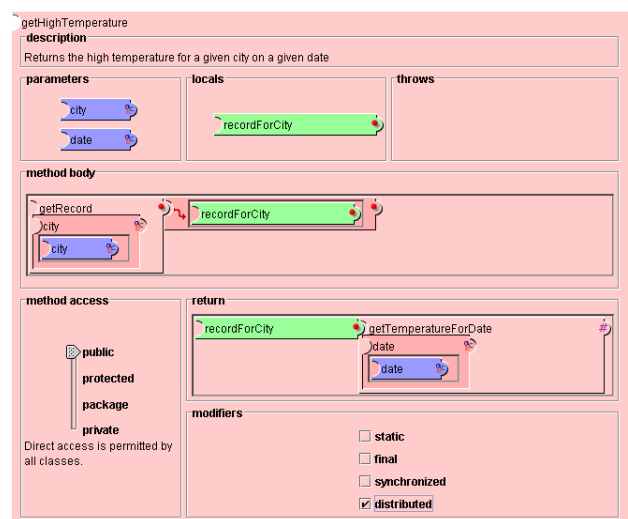 getHighTemperature
description
Returns the high temperature for a given city on a given date
parameters
locals
throws
city
date
recordForCity
method body
getRecord
recordForCity
city
city
method access
return
public
protected
package
private
Direct access is permitted by
all classes.
recordForCity
getTemperatureForDate
#
date
date
modifiers
static
final
synchronized
distributed